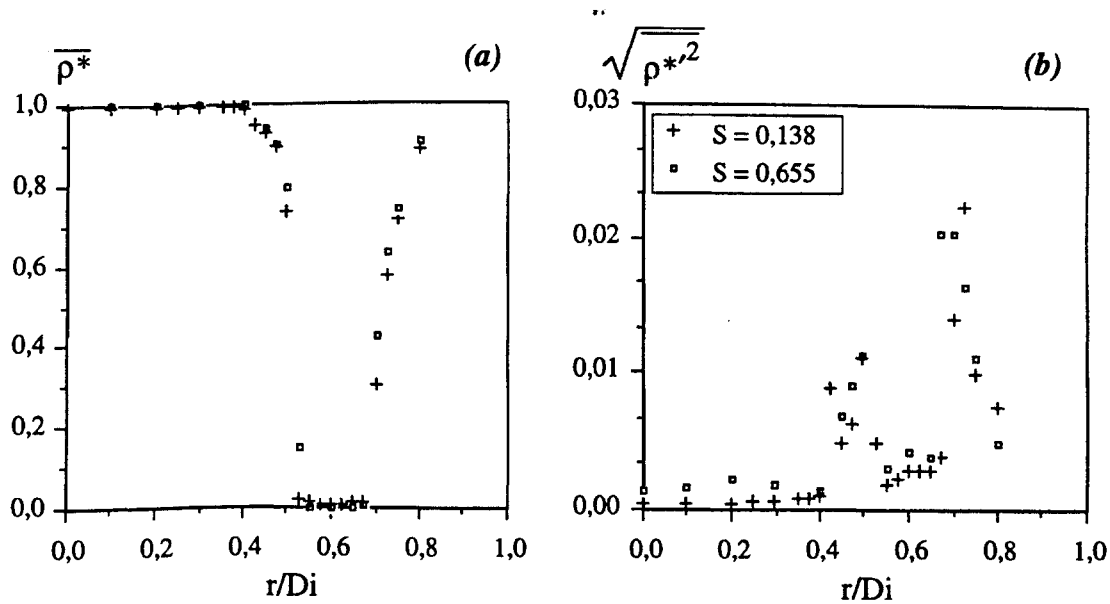 ρ*
(a)
1,0
0,8
0,6
0,4
0,2
0,0
0,0 0,2 0,4 0,6 0,8 1,0
r/Di
√ρ*′²
(b)
0,03
S = 0,138
S = 0,655
0,02
0,01
0,00
0,0 0,2 0,4 0,6 0,8 1,0
r/Di